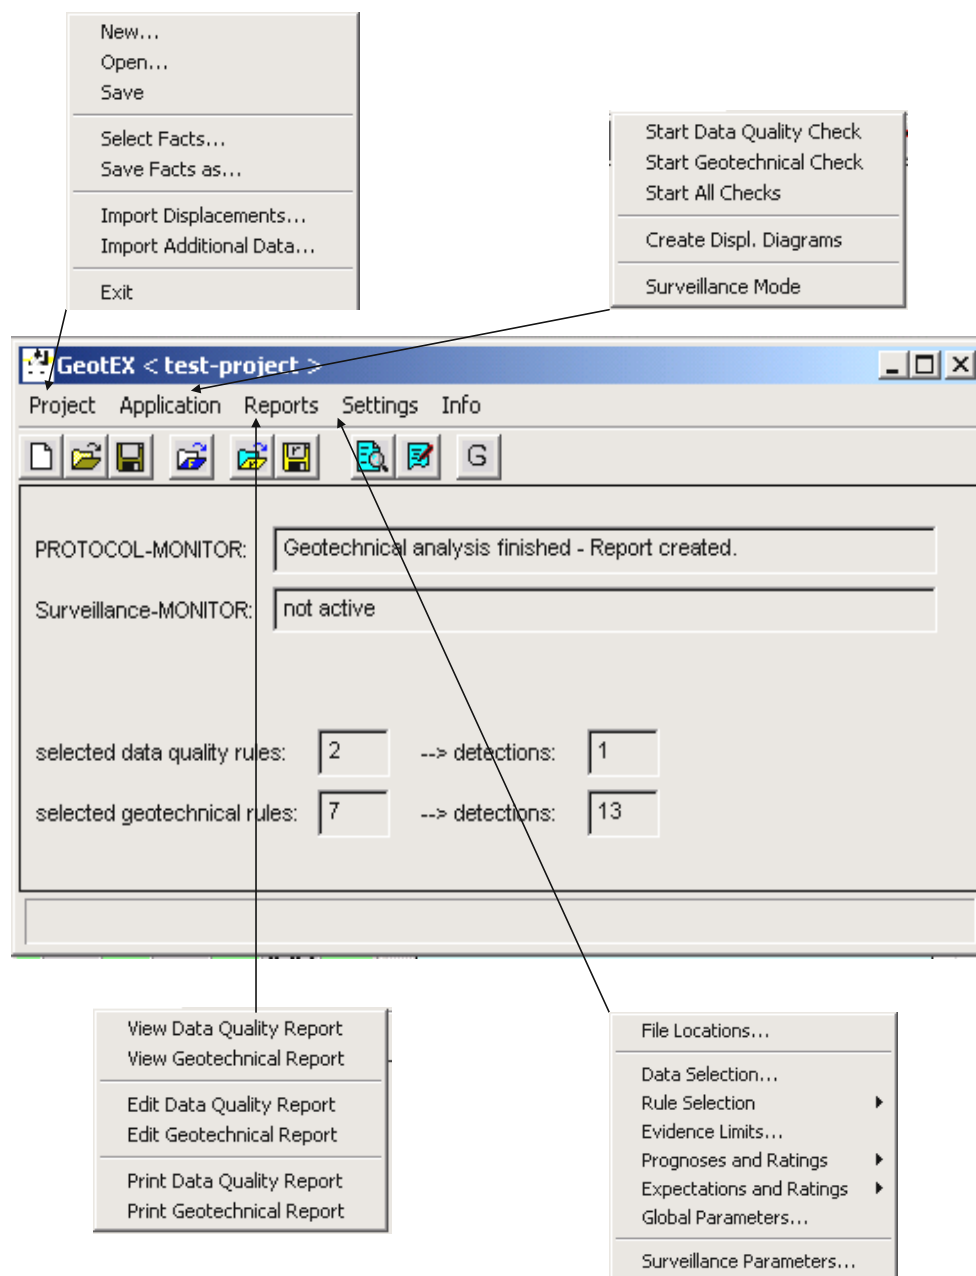 New...
Open...
Save
Select Facts...
Save Facts as...
Import Displacements...
Import Additional Data...
Exit
Start Data Quality Check
Start Geotechnical Check
Start All Checks
Create Displ. Diagrams
Surveillance Mode
GeotEX < test-project >
Project Application Reports Settings Info
G
PROTOCOL-MONITOR: Geotechnical analysis finished - Report created.
Surveillance-MONITOR: not active
selected data quality rules: 2 --> detections: 1
selected geotechnical rules: 7 --> detections: 13
View Data Quality Report
View Geotechnical Report
Edit Data Quality Report
Edit Geotechnical Report
Print Data Quality Report
Print Geotechnical Report
File Locations...
Data Selection...
Rule Selection
Evidence Limits...
Prognoses and Ratings
Expectations and Ratings
Global Parameters...
Surveillance Parameters...